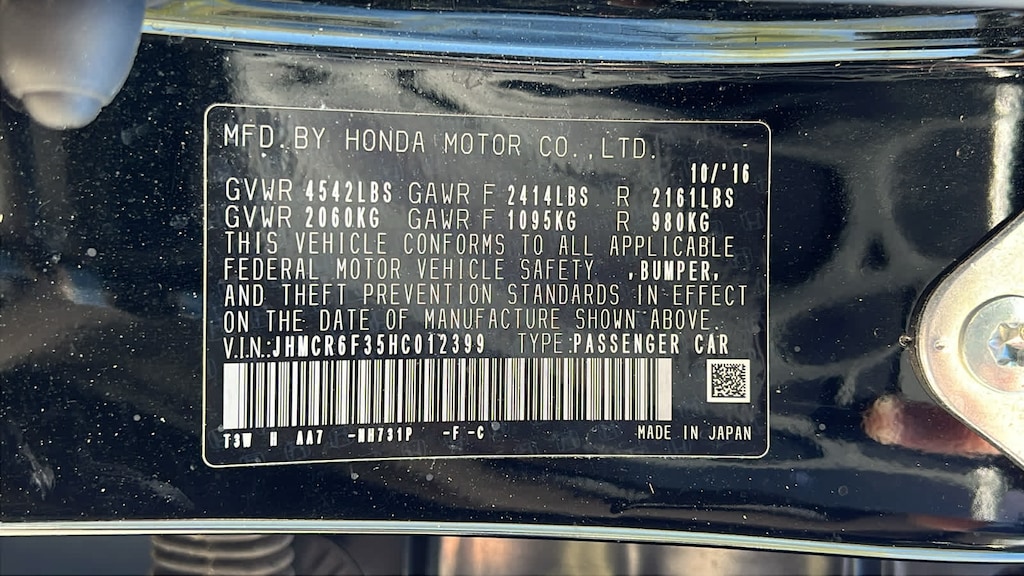 MFD. BY HONDA MOTOR CO.,LTD.
10/'16
GVWR 4542LBS GAWR F 2414LBS R 2161LBS
GVWR 2060KG GAWR F 1095KG R 980KG
THIS VEHICLE CONFORMS TO ALL APPLICABLE
FEDERAL MOTOR VEHICLE SAFETY ,BUMPER,
AND THEFT PREVENTION STANDARDS IN EFFECT
ON THE DATE OF MANUFACTURE SHOWN ABOVE.
V.I.N.:JHMCR6F35HC012399 TYPE:PASSENGER CAR
T3W H AA7 -NH731P -F -C MADE IN JAPAN